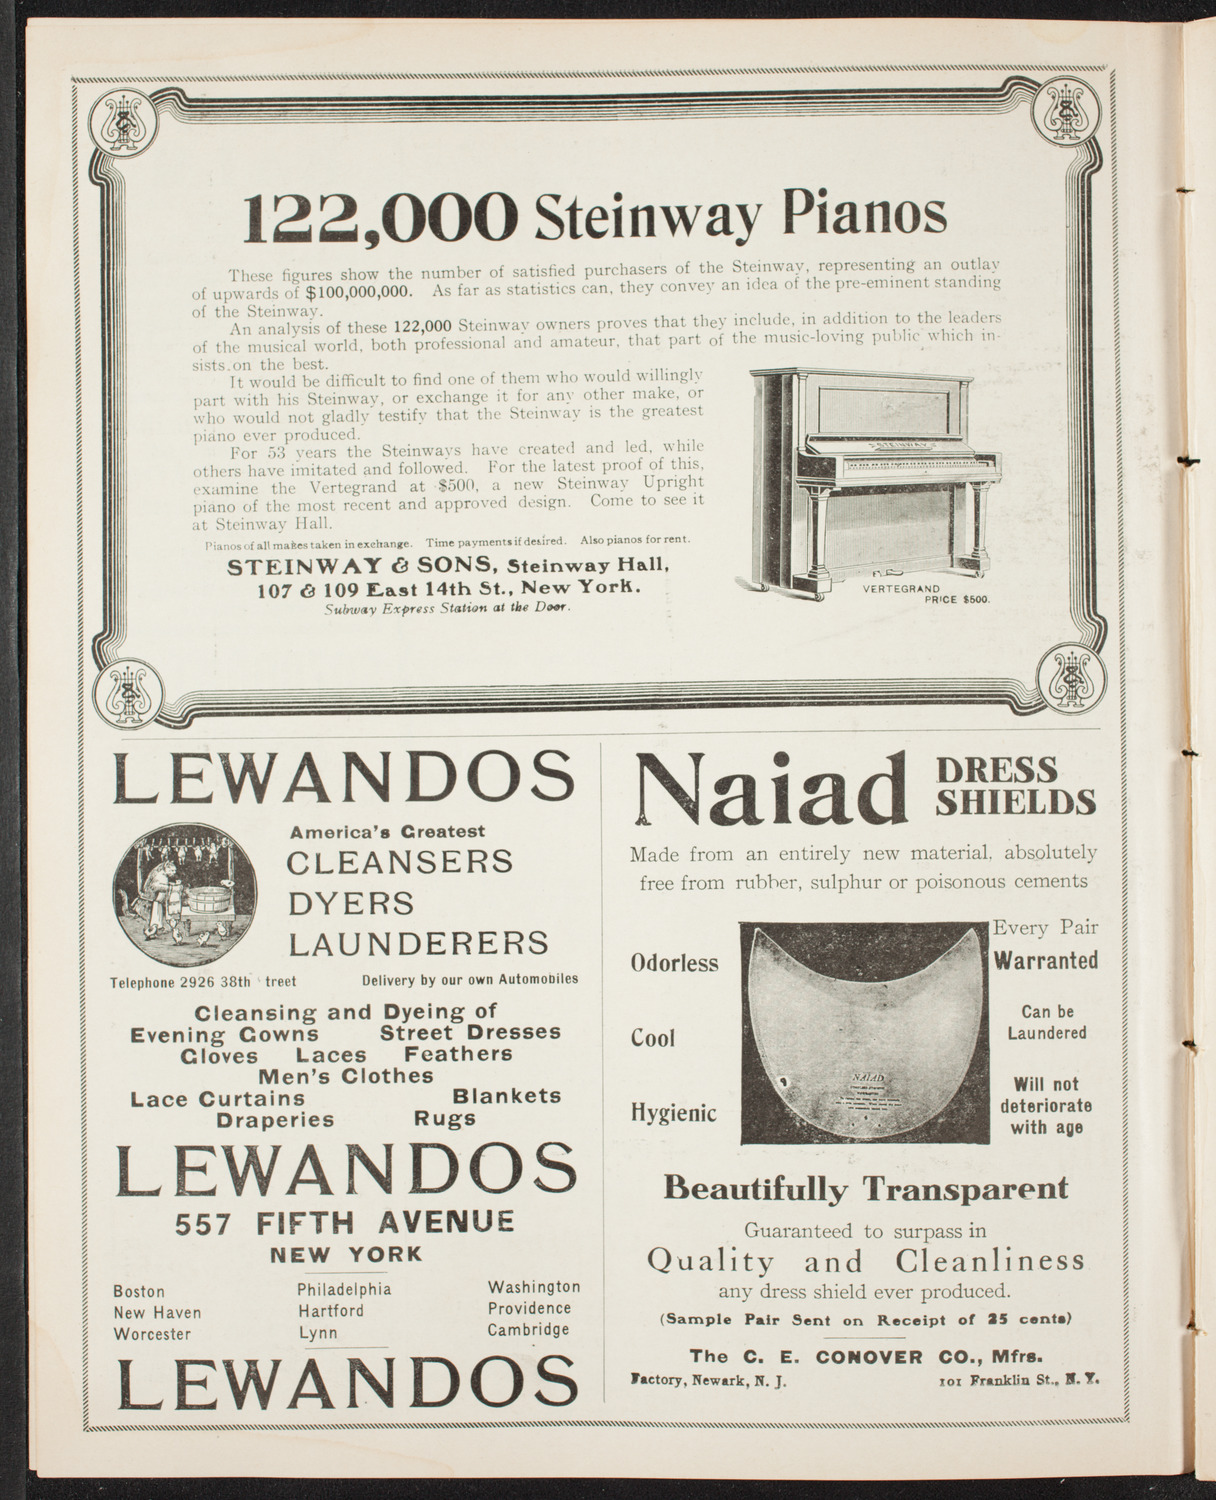 122,000 Steinway Pianos
These figures show the number of satisfied purchasers of the Steinway, representing an outlay
of upwards of $100,000,000. As far as statistics can, they convey an idea of the pre-eminent standing
of the Steinway.
An analysis of these 122,000 Steinway owners proves that they include, in addition to the leaders
of the musical world, both professional and amateur, that part of the music-loving public which in-
sists on the best.
It would be difficult to find one of them who would willingly
part with his Steinway, or exchange it for any other make, or
who would not gladly testify that the Steinway is the greatest
piano ever produced.
For 53 years the Steinways have created and led, while
others have imitated and followed. For the latest proof of this,
examine the Vertegrand at $500, a new Steinway Upright
piano of the most recent and approved design. Come to see it
at Steinway Hall.
Pianos of all makes taken in exchange. Time payments if desired. Also pianos for rent.
STEINWAY & SONS, Steinway Hall,
107 & 109 East 14th St., New York.
Subway Express Station at the Door.
STEINWAY
VERTEGRAND
PRICE $500.
LEWANDOS
America's Greatest
CLEANSERS
DYERS
LAUNDERERS
Telephone 2926 38th treet Delivery by our own Automobiles
Cleansing and Dyeing of
Evening Gowns Street Dresses
Gloves Laces Feathers
Men's Clothes
Lace Curtains Blankets
Draperies Rugs
LEWANDOS
557 FIFTH AVENUE
NEW YORK
Boston Philadelphia Washington
New Haven Hartford Providence
Worcester Lynn Cambridge
LEWANDOS
Naiad DRESS
SHIELDS
Made from an entirely new material, absolutely
free from rubber, sulphur or poisonous cements
Odorless
Cool
Hygienic
NAIAD
Every Pair
Warranted
Can be
Laundered
Will not
deteriorate
with age
Beautifully Transparent
Guaranteed to surpass in
Quality and Cleanliness
any dress shield ever produced.
(Sample Pair Sent on Receipt of 25 cents)
The C. E. CONOVER CO., Mfrs.
Factory, Newark, N. J. 101 Franklin St., N. Y.